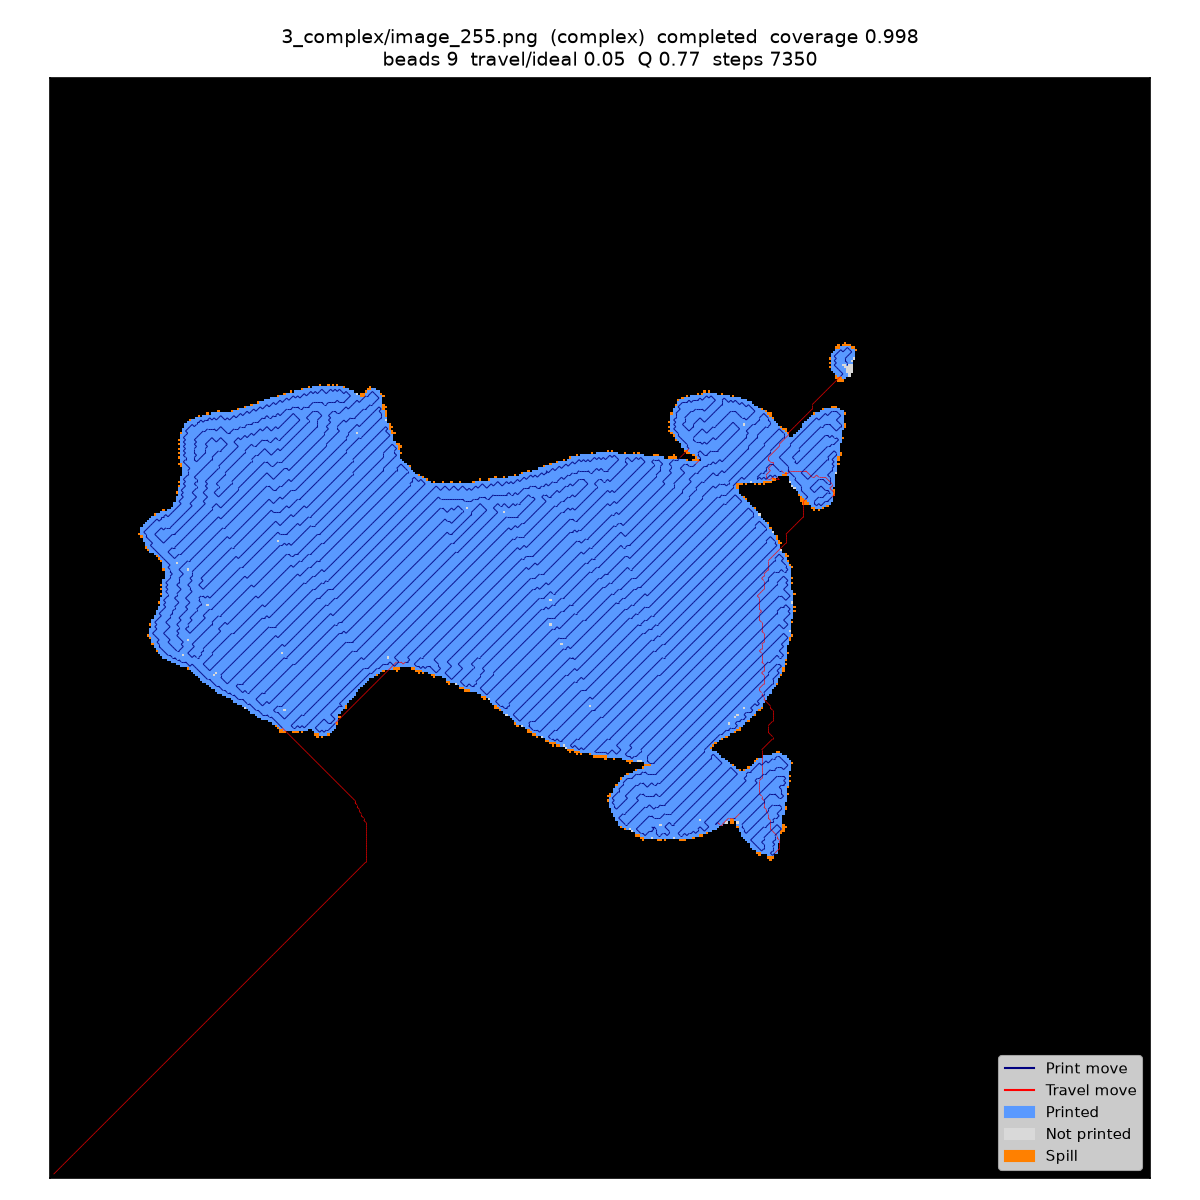 3_complex/image_255.png  (complex)  completed  coverage 0.998
beads 9  travel/ideal 0.05  Q 0.77  steps 7350
Print move
Travel move
Printed
Not printed
Spill